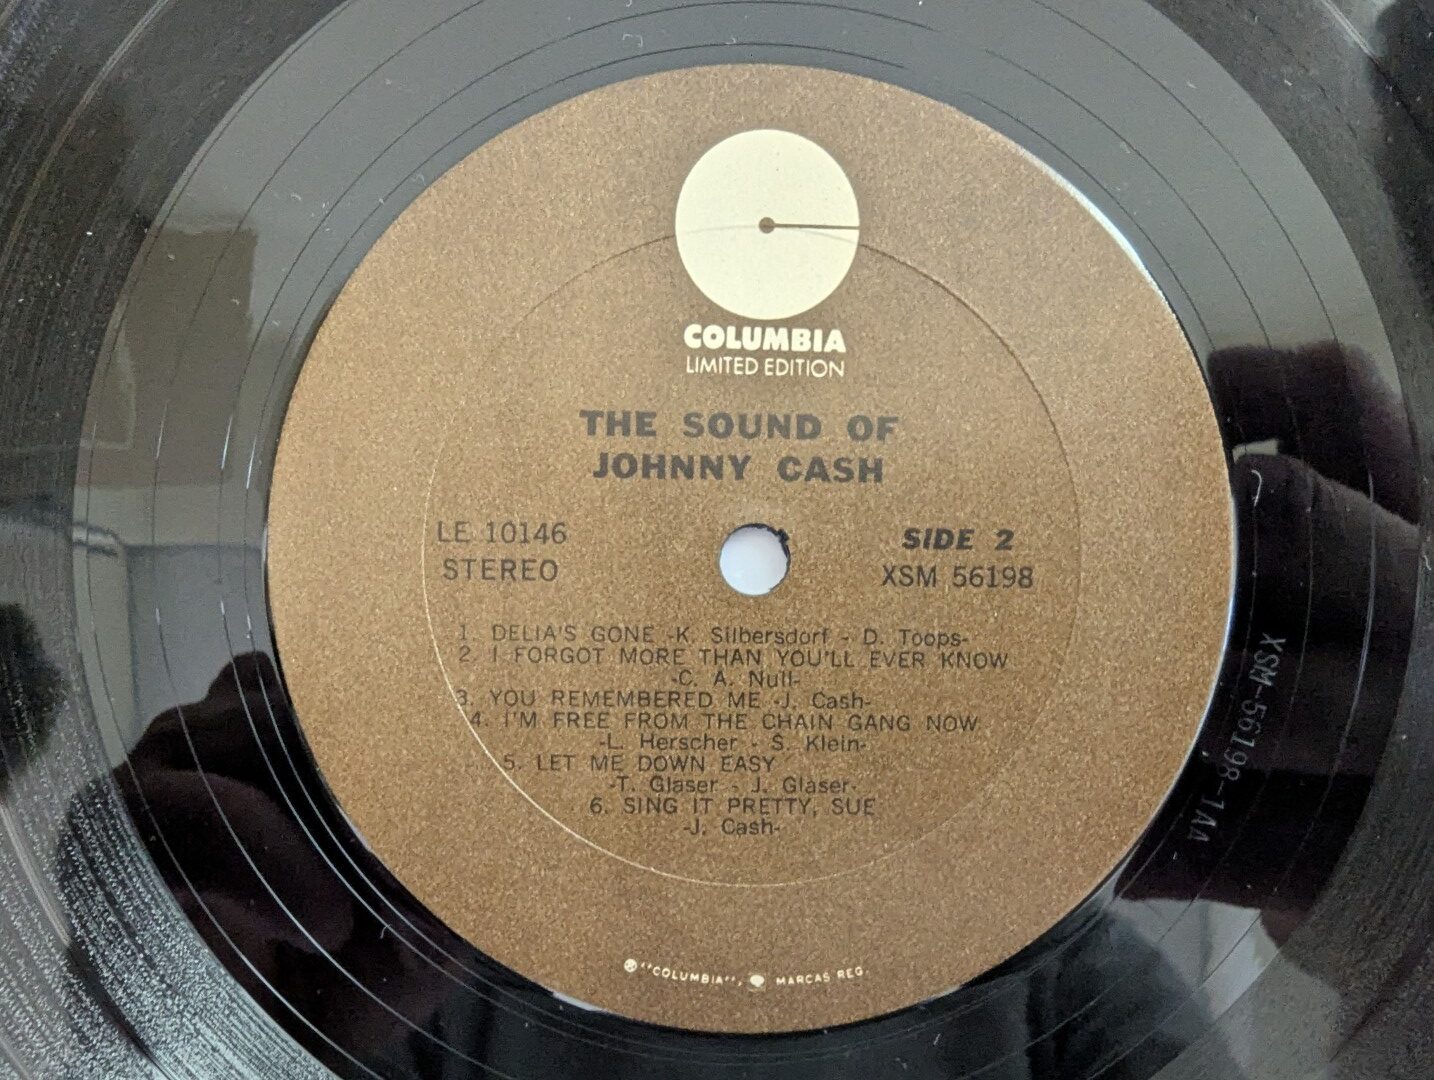 COLUMBIA
LIMITED EDITION
THE SOUND OF
JOHNNY CASH
LE 10146
STEREO
SIDE 2
XSM 56198
1. DELIA'S GONE -K. Silbersdorf - D. Toops-
2. I FORGOT MORE THAN YOU'LL EVER KNOW
-C. A. Null-
3. YOU REMEMBERED ME -J. Cash-
4. I'M FREE FROM THE CHAIN GANG NOW
-L. Herscher - S. Klein-
5. LET ME DOWN EASY
-T. Glaser - J. Glaser-
6. SING IT PRETTY, SUE
-J. Cash-
"COLUMBIA", MARCAS REG.
XSM-56198-1AA